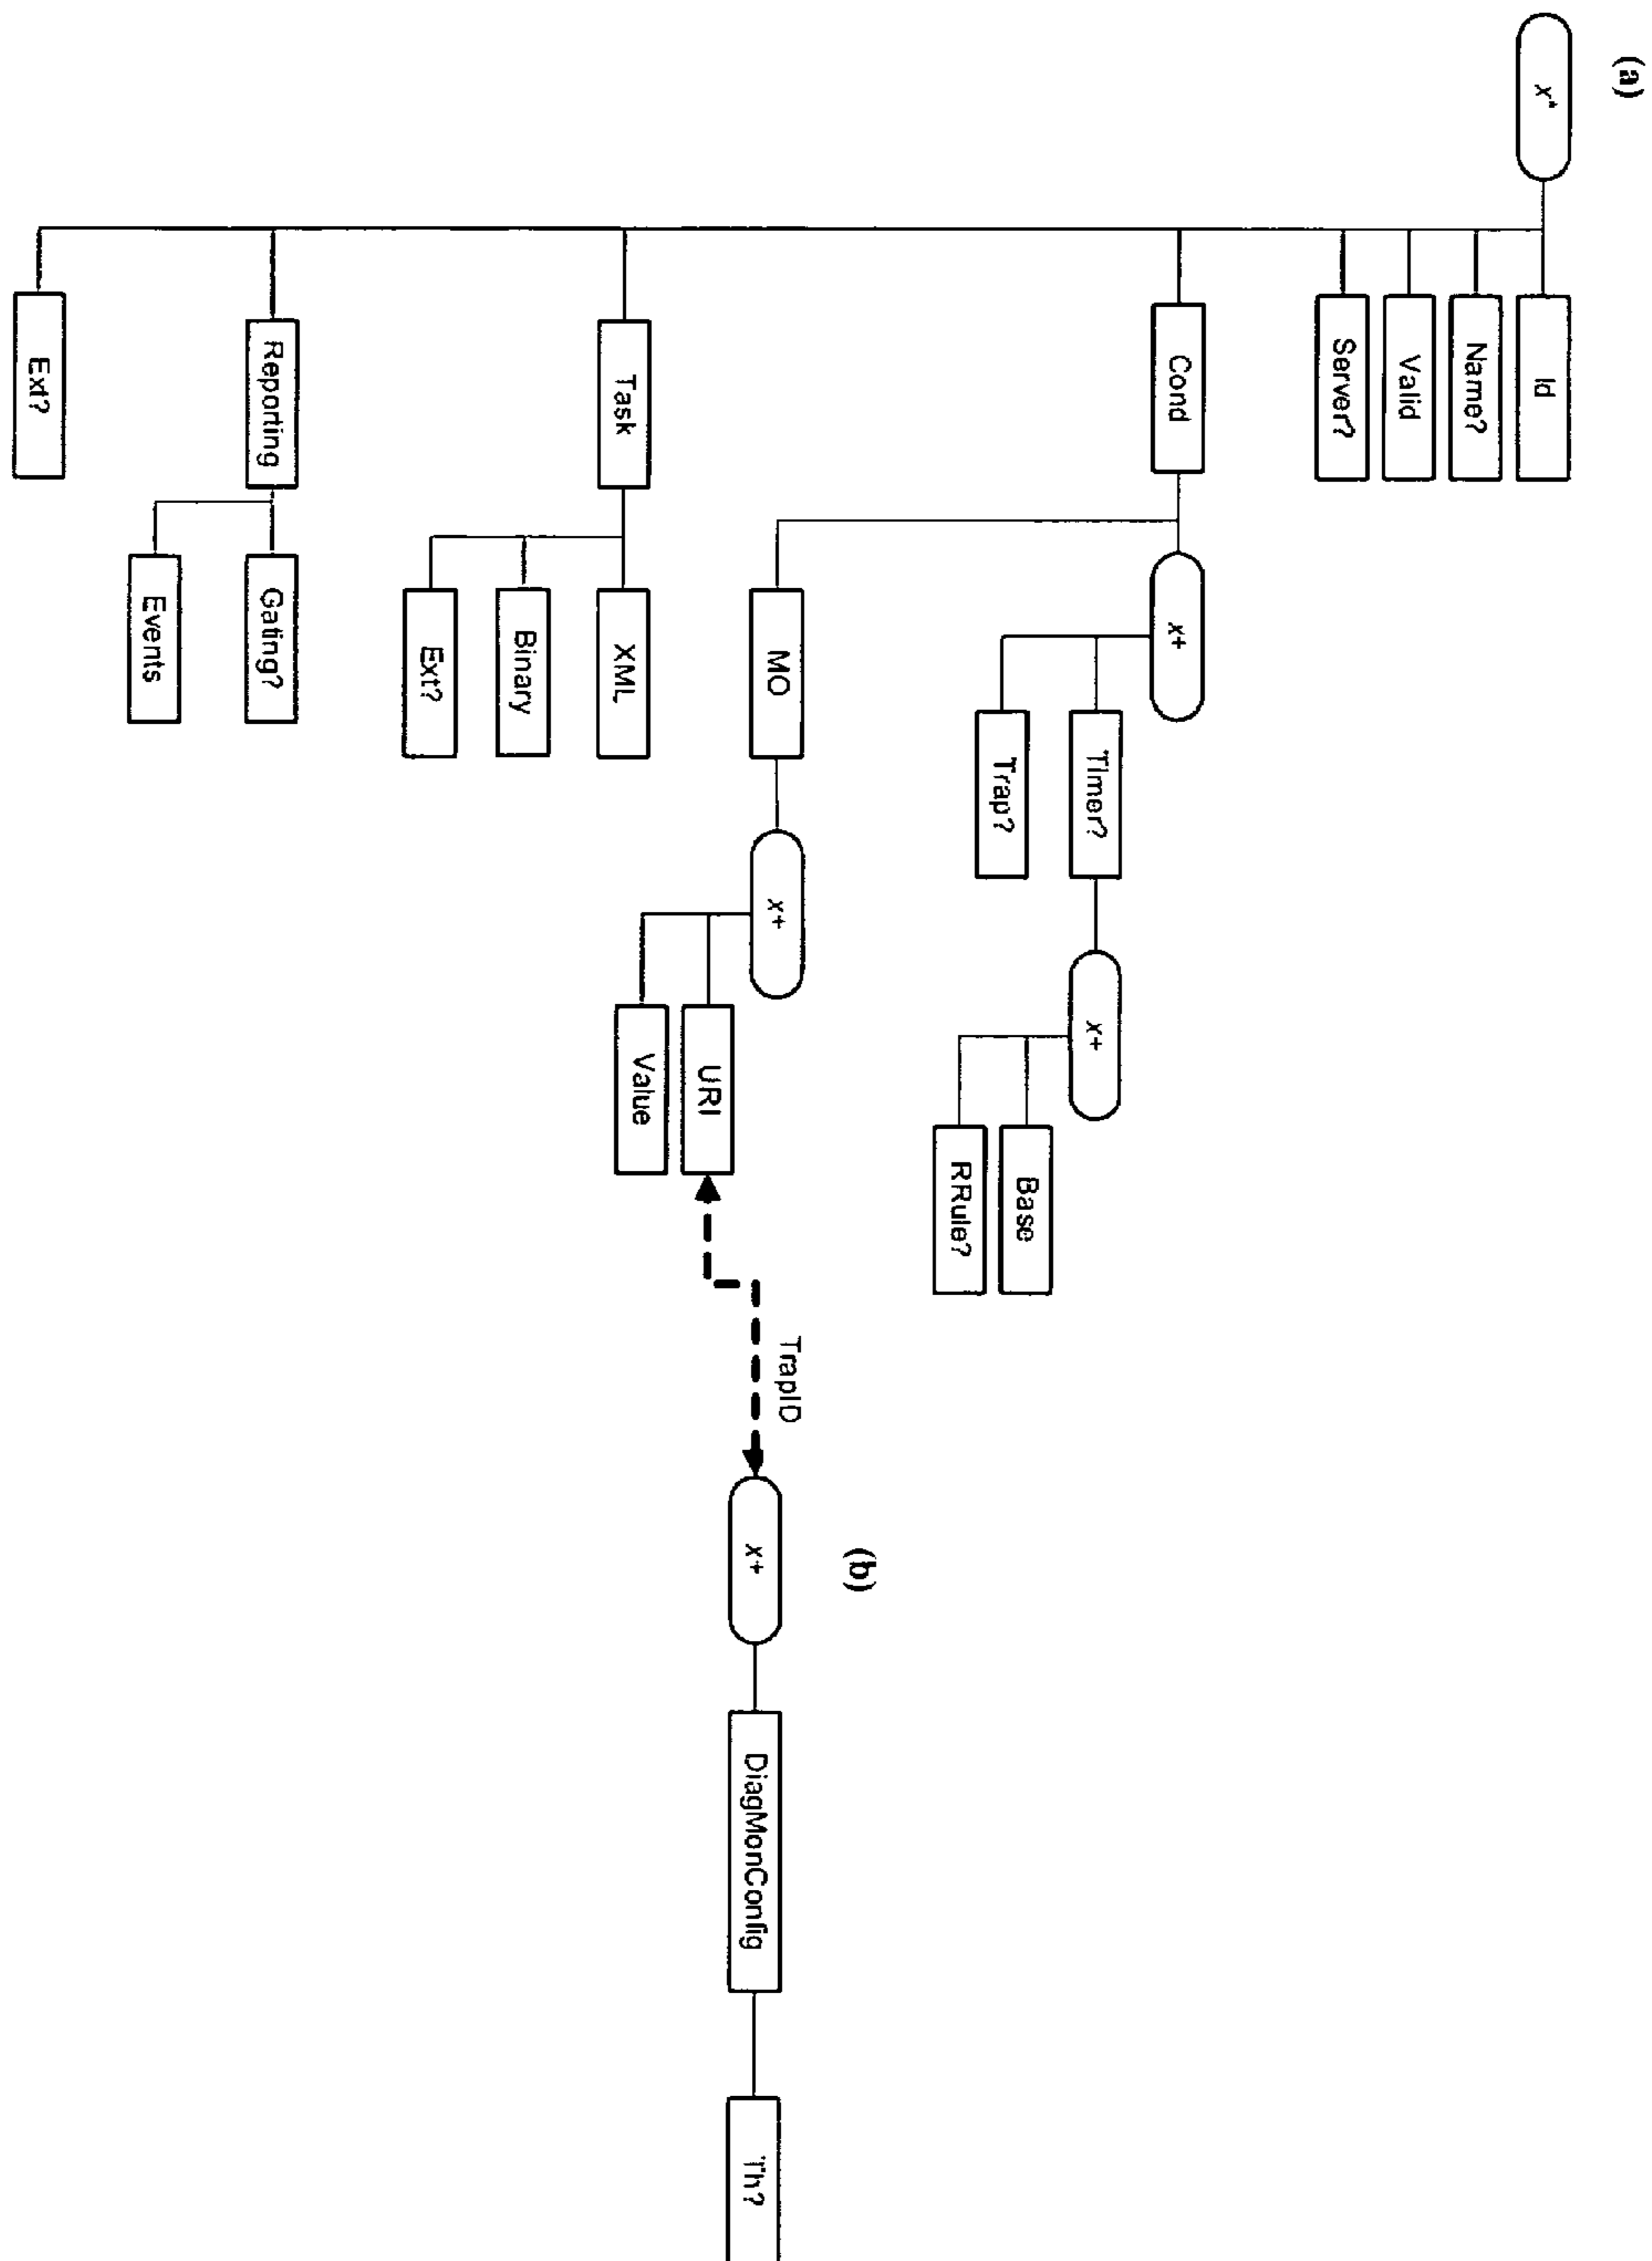 (a)
x*
Id
Name?
Valid
Server?
Cond
x+
Timer?
x+
Base
RRule?
Trap?
MO
x+
URI
Value
Task
XML
Binary
Ext?
Reporting
Gating?
Events
Ext?
TrapID
(b)
x+
DiagMonConfig
Th?